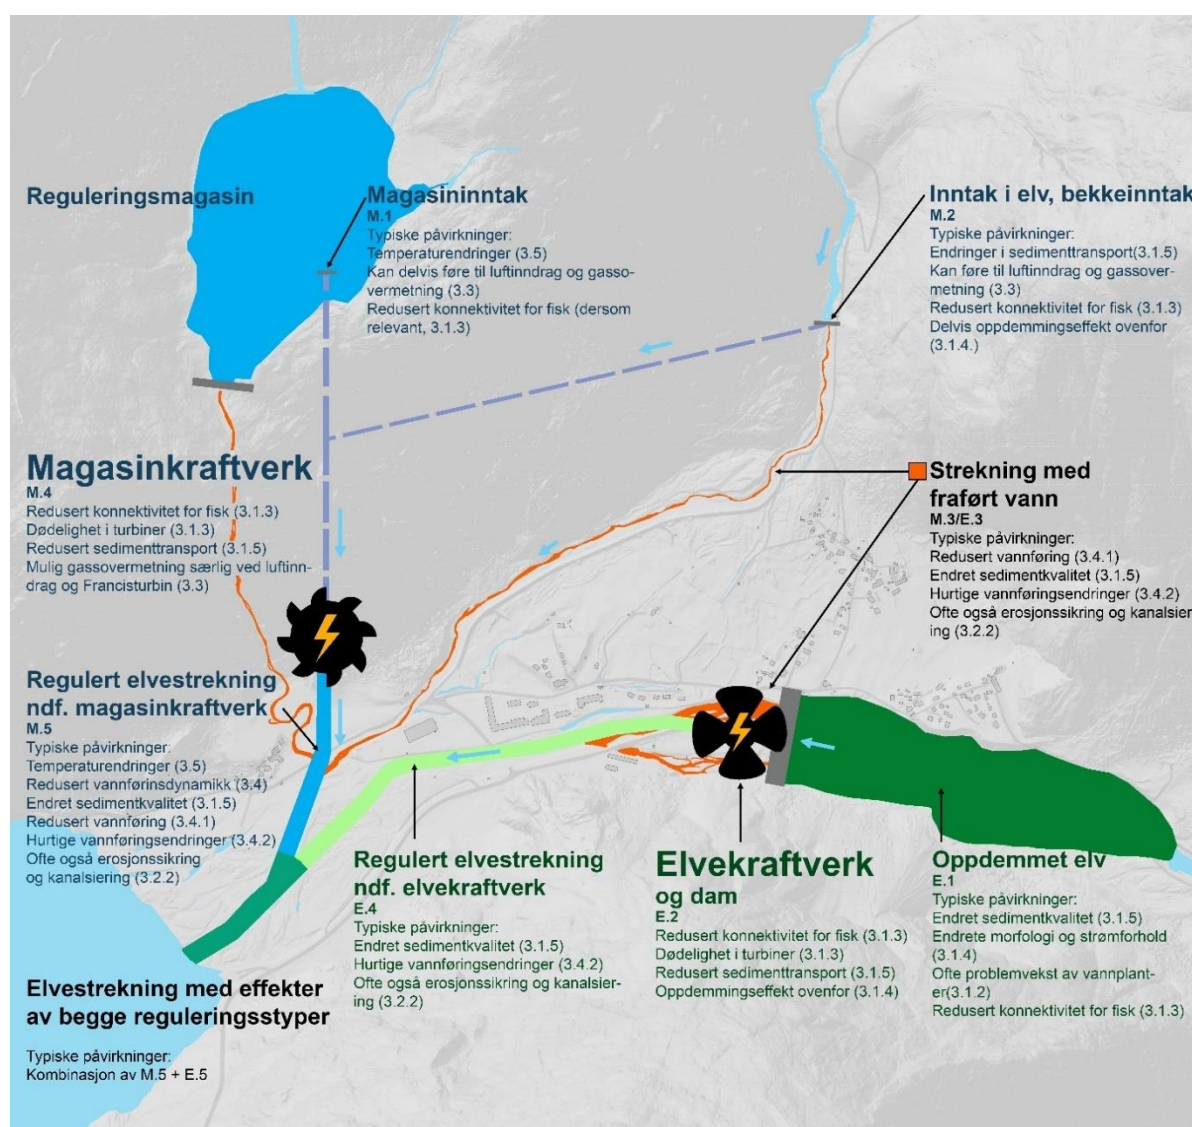 Reguleringsmagasin
Magasininntak
M.1
Typiske påvirkninger:
Temperaturendringer (3.5)
Kan delvis føre til luftinndrag og gasso-
vermetning (3.3)
Redusert konnektivitet for fisk (dersom
relevant, 3.1.3)
Inntak i elv, bekkeinntak
M.2
Typiske påvirkninger:
Endringer i sedimenttransport(3.1.5)
Kan føre til luftinndrag og gassover-
metning (3.3)
Redusert konnektivitet for fisk (3.1.3)
Delvis oppdemmingseffekt ovenfor
(3.1.4.)
Magasinkraftverk
M.4
Redusert konnektivitet for fisk (3.1.3)
Dødelighet i turbiner (3.1.3)
Redusert sedimenttransport (3.1.5)
Mulig gassovermetning særlig ved luftinn-
drag og Francisturbin (3.3)
Strekning med
fraført vann
M.3/E.3
Typiske påvirkninger:
Redusert vannføring (3.4.1)
Endret sedimentkvalitet (3.1.5)
Hurtige vannføringsendringer (3.4.2)
Ofte også erosjonssikring og kanalsier-
ing (3.2.2)
Regulert elvestrekning
ndf. magasinkraftverk
M.5
Typiske påvirkninger:
Temperaturendringer (3.5)
Redusert vannførinsdynamikk (3.4)
Endret sedimentkvalitet (3.1.5)
Redusert vannføring (3.4.1)
Hurtige vannføringsendringer (3.4.2)
Ofte også erosjonssikring
og kanalsiering (3.2.2)
Regulert elvestrekning
ndf. elvekraftverk
E.4
Typiske påvirkninger:
Endret sedimentkvalitet (3.1.5)
Hurtige vannføringsendringer (3.4.2)
Ofte også erosjonssikring og kanalsier-
ing (3.2.2)
Elvekraftverk
og dam
E.2
Redusert konnektivitet for fisk (3.1.3)
Dødelighet i turbiner (3.1.3)
Redusert sedimenttransport (3.1.5)
Oppdemmingseffekt ovenfor (3.1.4)
Oppdemmet elv
E.1
Typiske påvirkninger:
Endret sedimentkvalitet (3.1.5)
Endrete morfologi og strømforhold
(3.1.4)
Ofte problemvekst av vannplant-
er(3.1.2)
Redusert konnektivitet for fisk (3.1.3)
Elvestrekning med effekter
av begge reguleringsstyper
Typiske påvirkninger:
Kombinasjon av M.5 + E.5